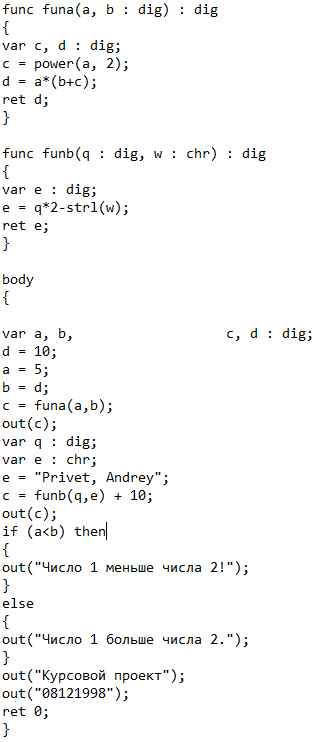 func funa(a, b : dig) : dig
{
var c, d : dig;
c = power(a, 2);
d = a*(b+c);
ret d;
}

func funb(q : dig, w : chr) : dig
{
var e : dig;
e = q*2-strl(w);
ret e;
}

body
{

var a, b,                   c, d : dig;
d = 10;
a = 5;
b = d;
c = funa(a,b);
out(c);
var q : dig;
var e : chr;
e = "Privet, Andrey";
c = funb(q,e) + 10;
out(c);
if (a<b) then
{
out("Число 1 меньше числа 2!");
}
else
{
out("Число 1 больше числа 2.");
}
out("Курсовой проект");
out("08121998");
ret 0;
}